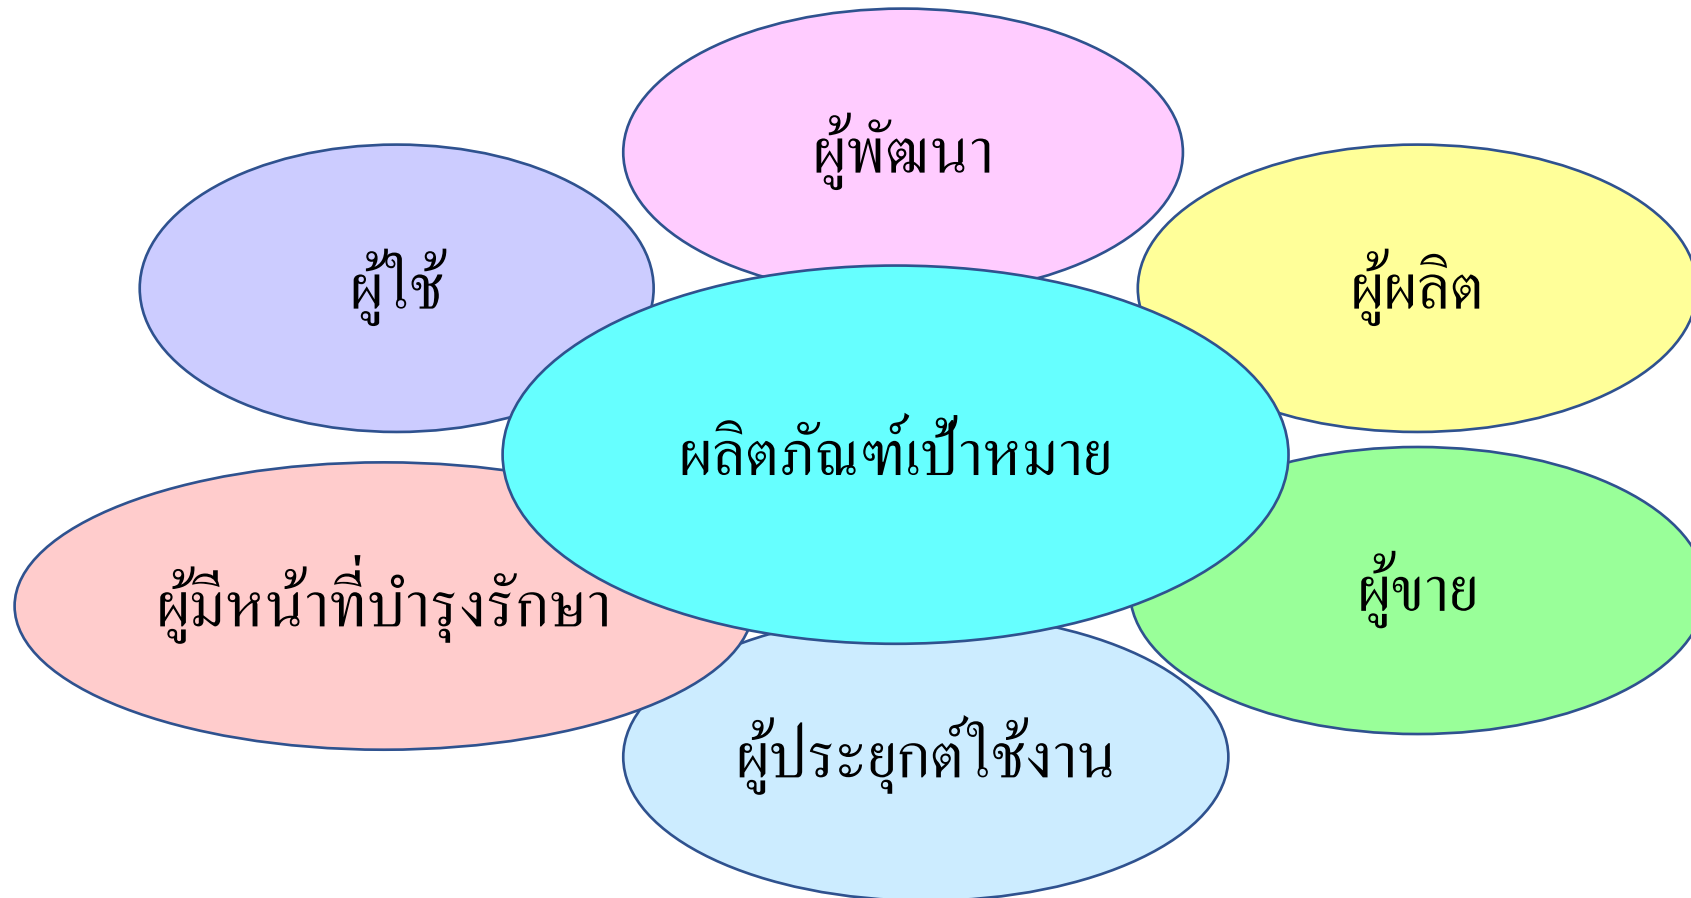 ผู้พัฒนา
ผู้ใช้
ผู้ผลิต
ผลิตภัณฑ์เป้าหมาย
ผู้มีหน้าที่บำรุงรักษา
ผู้ขาย
ผู้ประยุกต์ใช้งาน